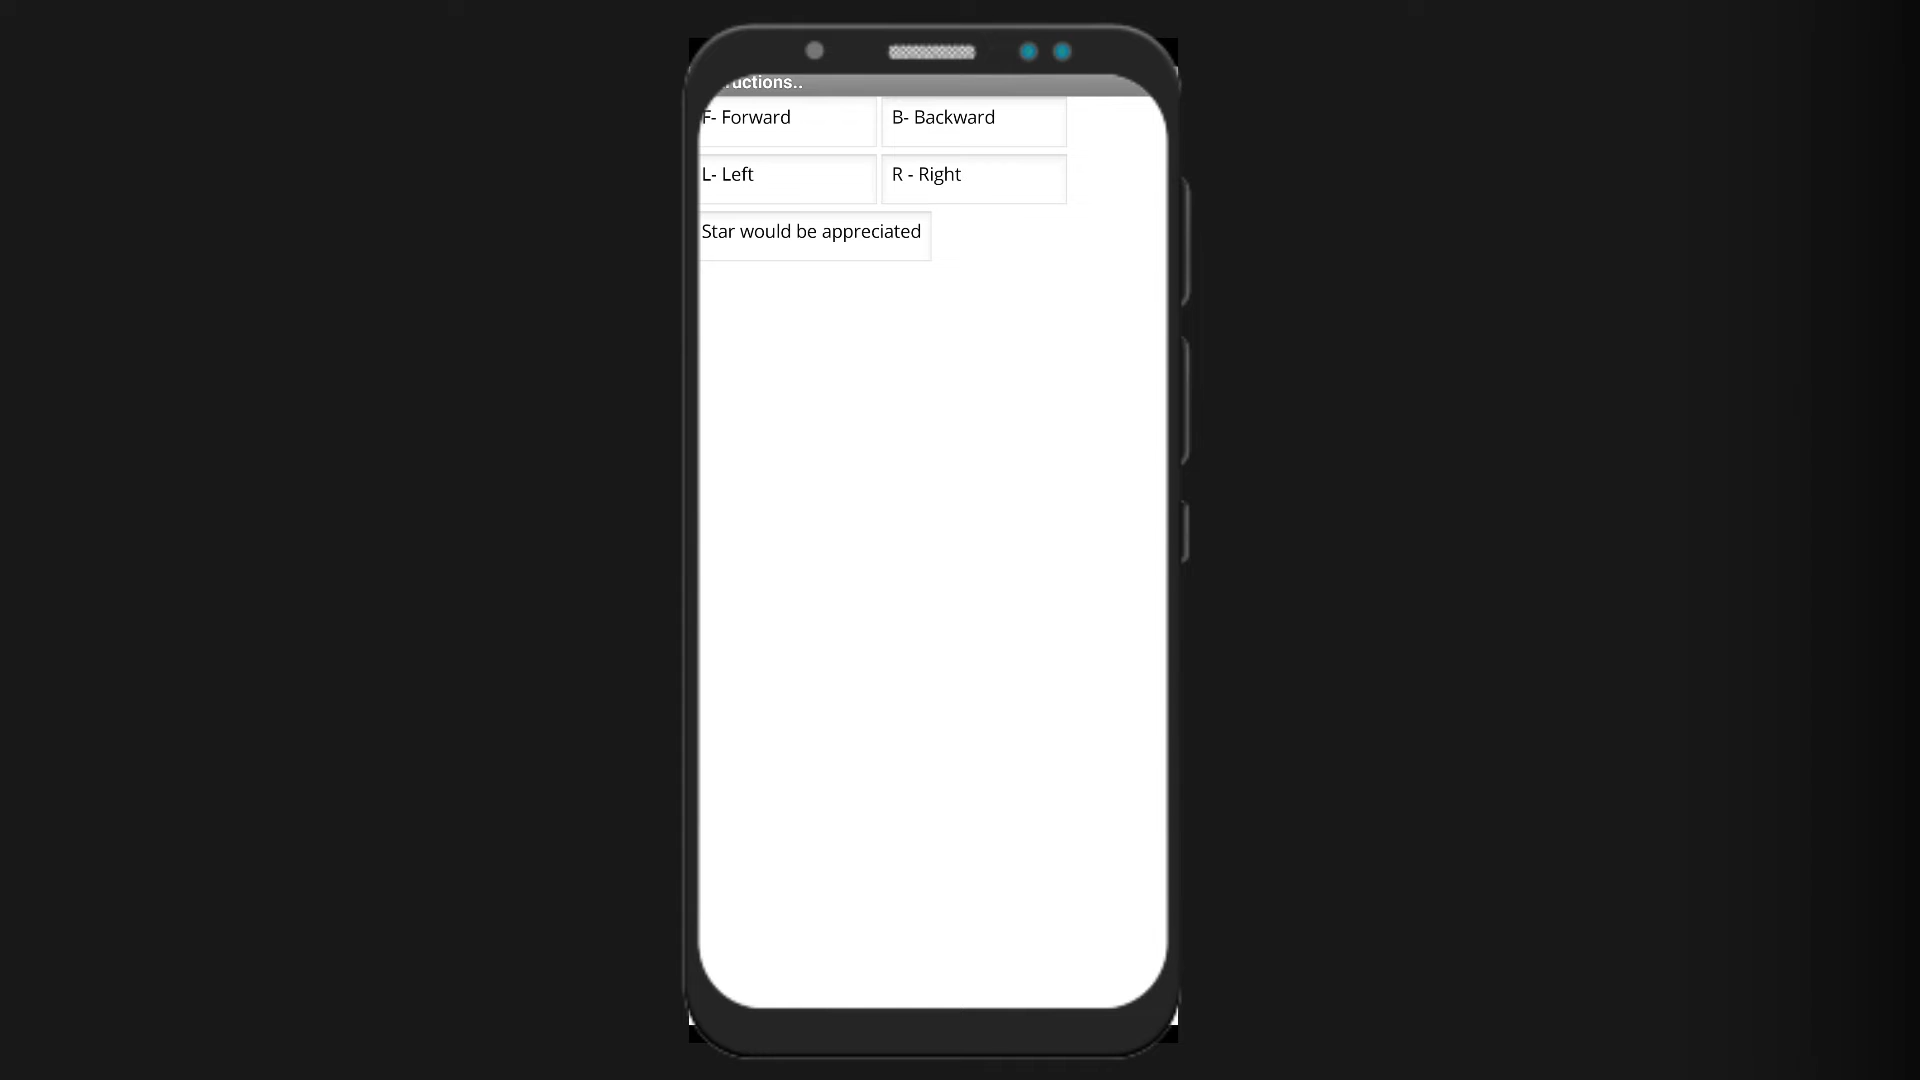 uctions..
F- Forward
B- Backward
L- Left
R - Right
Star would be appreciated